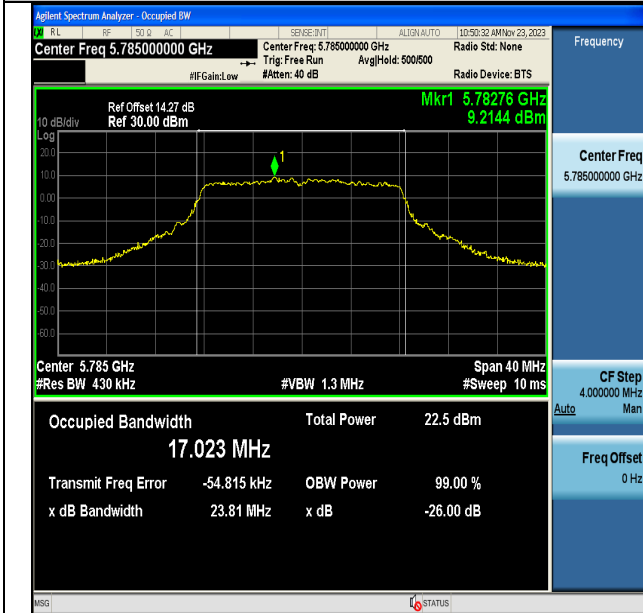 Agilent Spectrum Analyzer - Occupied BW
RL RF 50 Ω AC SENSE:INT ALIGN AUTO 10:50:32 AM Nov 23, 2023
Center Freq 5.785000000 GHz
Center Freq: 5.785000000 GHz
Radio Std: None
Trig: Free Run Avg|Hold: 500/500
#IFGain:Low #Atten: 40 dB Radio Device: BTS
Mkr1 5.78276 GHz
9.2144 dBm
Ref Offset 14.27 dB
10 dB/div Ref 30.00 dBm
Log
20.0
10.0
0.00
-10.0
-20.0
-30.0
-40.0
-50.0
-60.0
1
Center 5.785 GHz Span 40 MHz
#Res BW 430 kHz #VBW 1.3 MHz #Sweep 10 ms
Occupied Bandwidth Total Power 22.5 dBm
17.023 MHz
Transmit Freq Error -54.815 kHz OBW Power 99.00 %
x dB Bandwidth 23.81 MHz x dB -26.00 dB
MSG STATUS
Frequency
Center Freq
5.785000000 GHz
CF Step
4.000000 MHz
Auto Man
Freq Offset
0 Hz